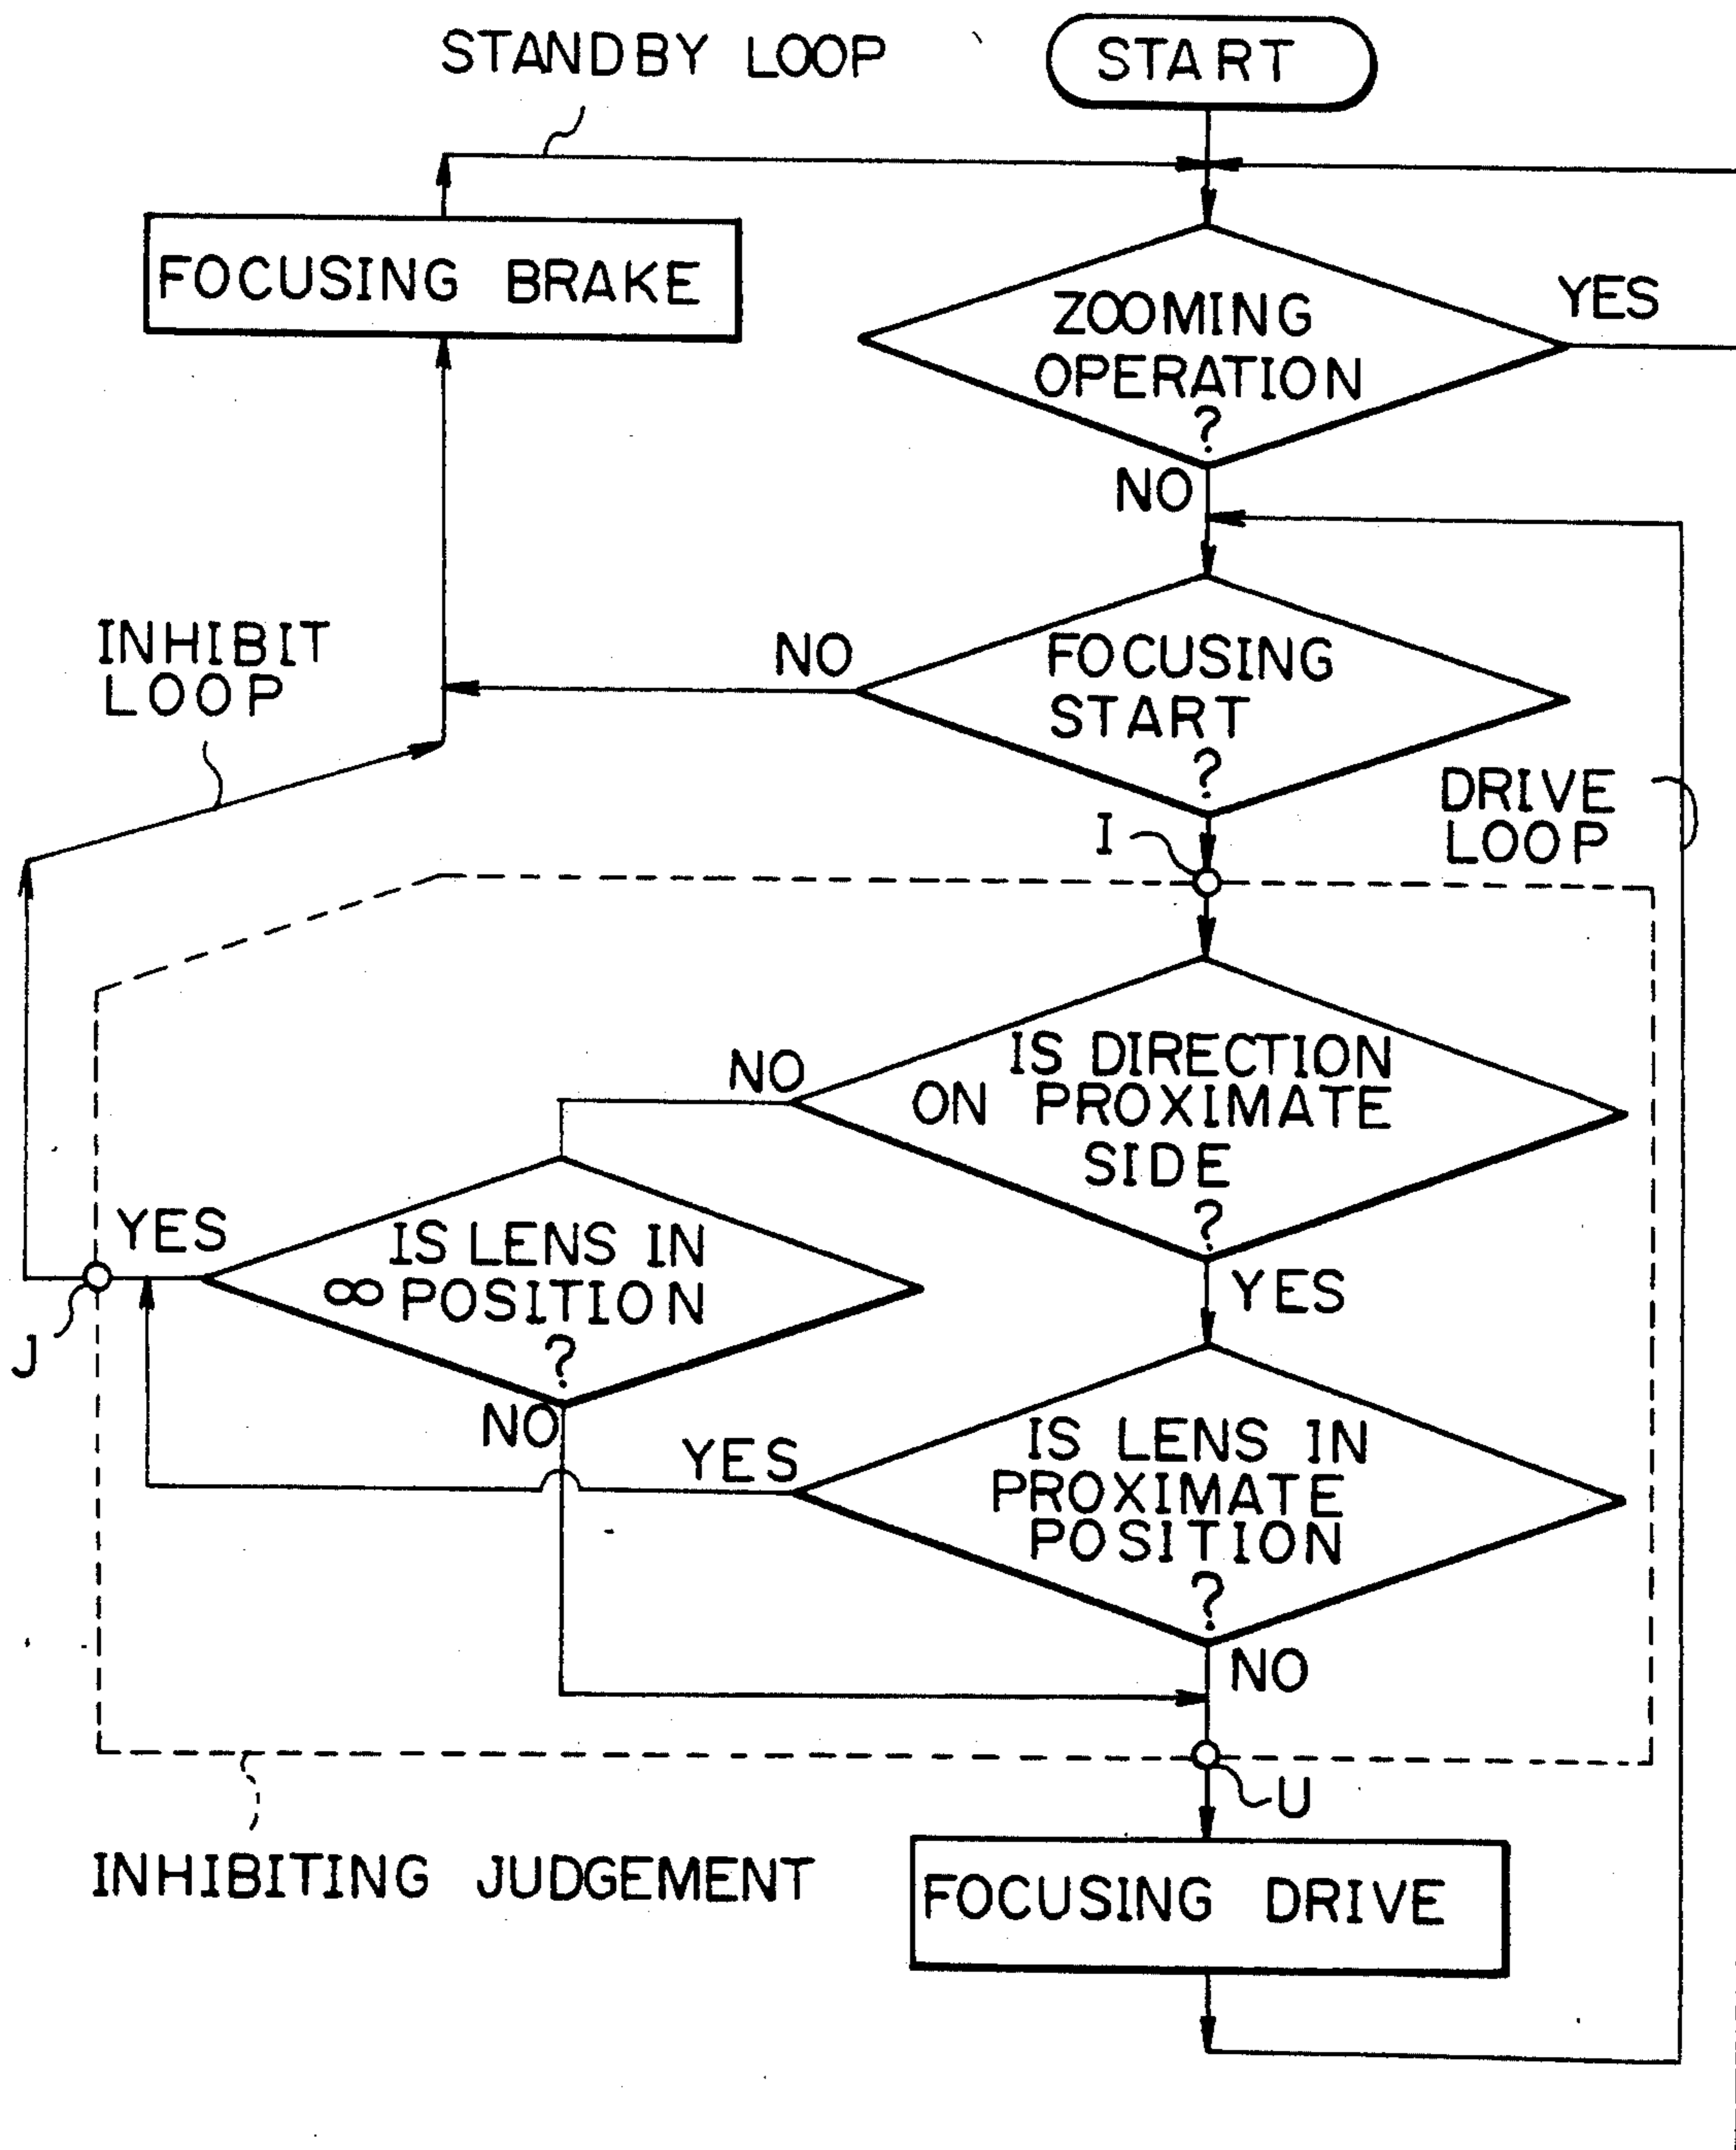 STANDBY LOOP
START
FOCUSING BRAKE
ZOOMING
OPERATION
?
YES
NO
INHIBIT
LOOP
NO
FOCUSING
START
?
DRIVE
LOOP
I
IS DIRECTION
ON PROXIMATE
SIDE
?
NO
YES
YES
IS LENS IN
∞ POSITION
?
J
NO
YES
IS LENS IN
PROXIMATE
POSITION
?
NO
U
INHIBITING JUDGEMENT
FOCUSING DRIVE